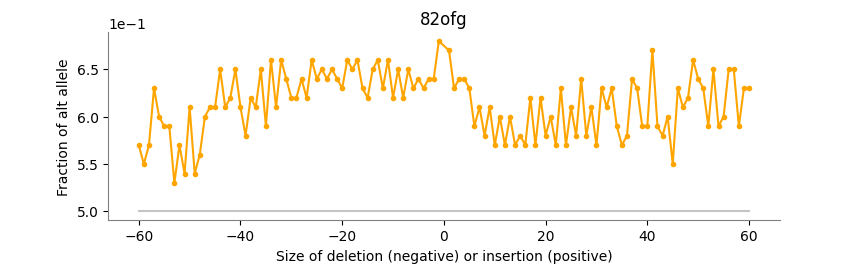 82ofg
1e−1
Fraction of alt allele
6.5
6.0
5.5
5.0
−60 −40 −20 0 20 40 60
Size of deletion (negative) or insertion (positive)